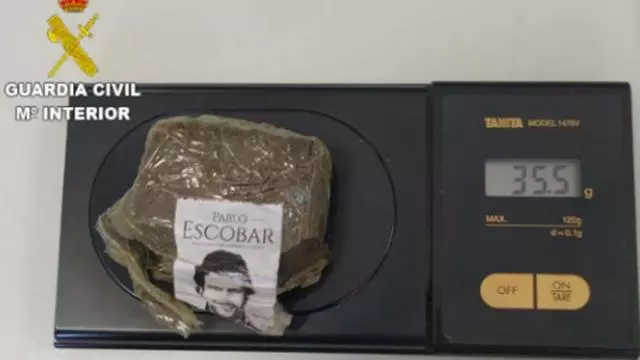 GUARDIA CIVIL
Mº INTERIOR
PABLO
ESCOBAR
TANITA MODEL 1479V
35.5 g
MAX. 120g
d = 0.1g
OFF
ON
TARE